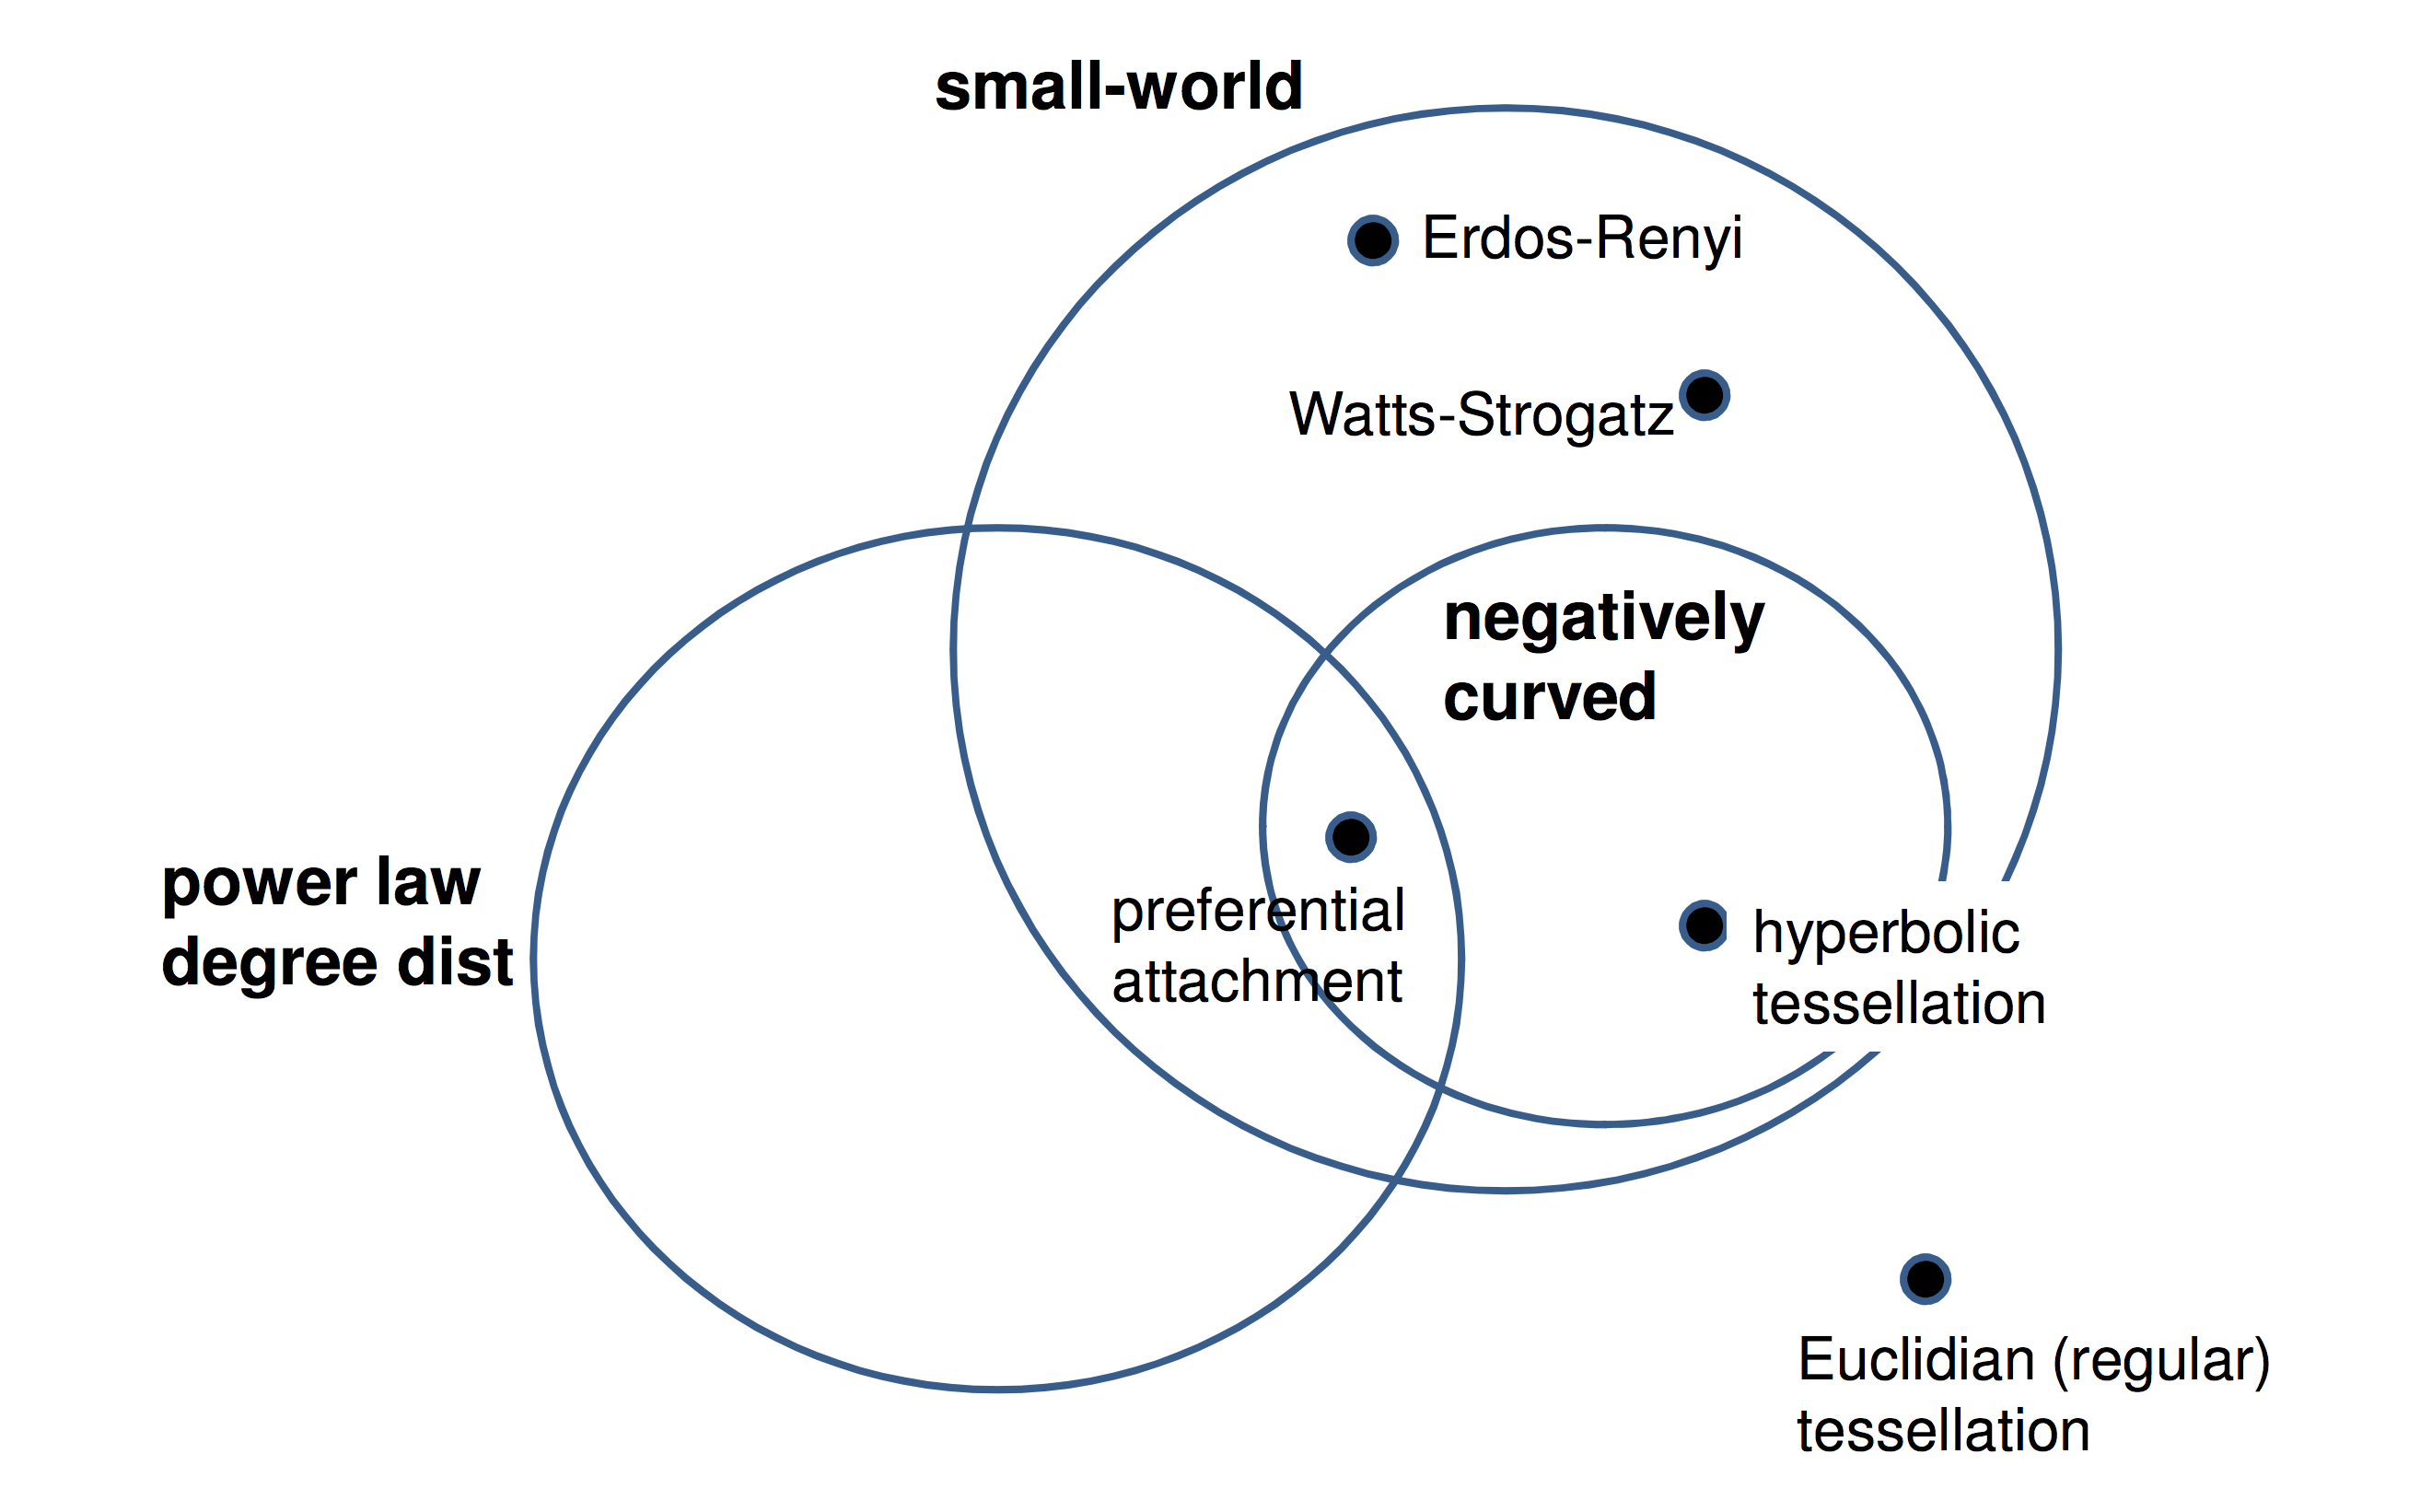 small-world
Erdos-Renyi
Watts-Strogatz
negatively
curved
power law
degree dist
preferential
attachment
hyperbolic
tessellation
Euclidian (regular)
tessellation